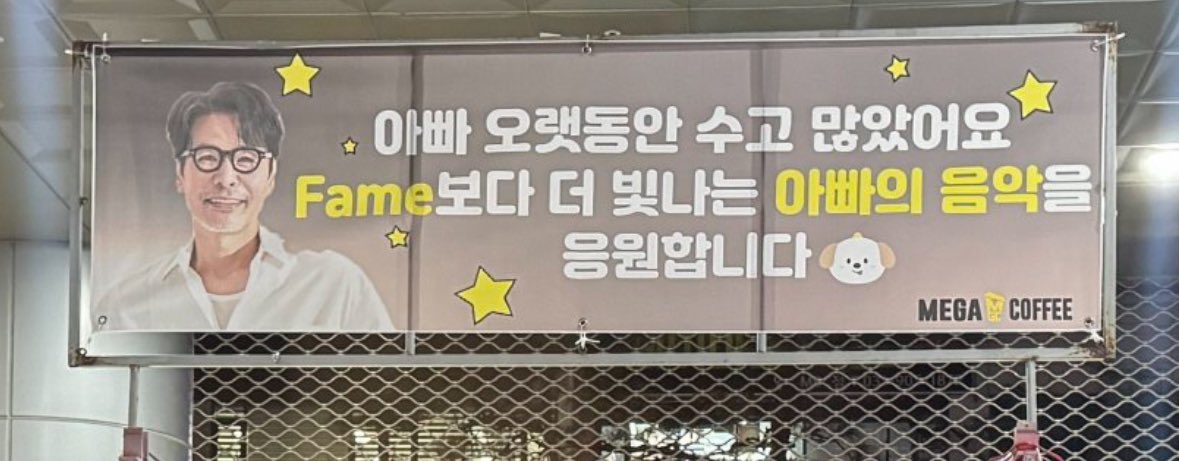 아빠 오랫동안 수고 많았어요
Fame보다 더 빛나는 아빠의 음악을
응원합니다
MEGA COFFEE